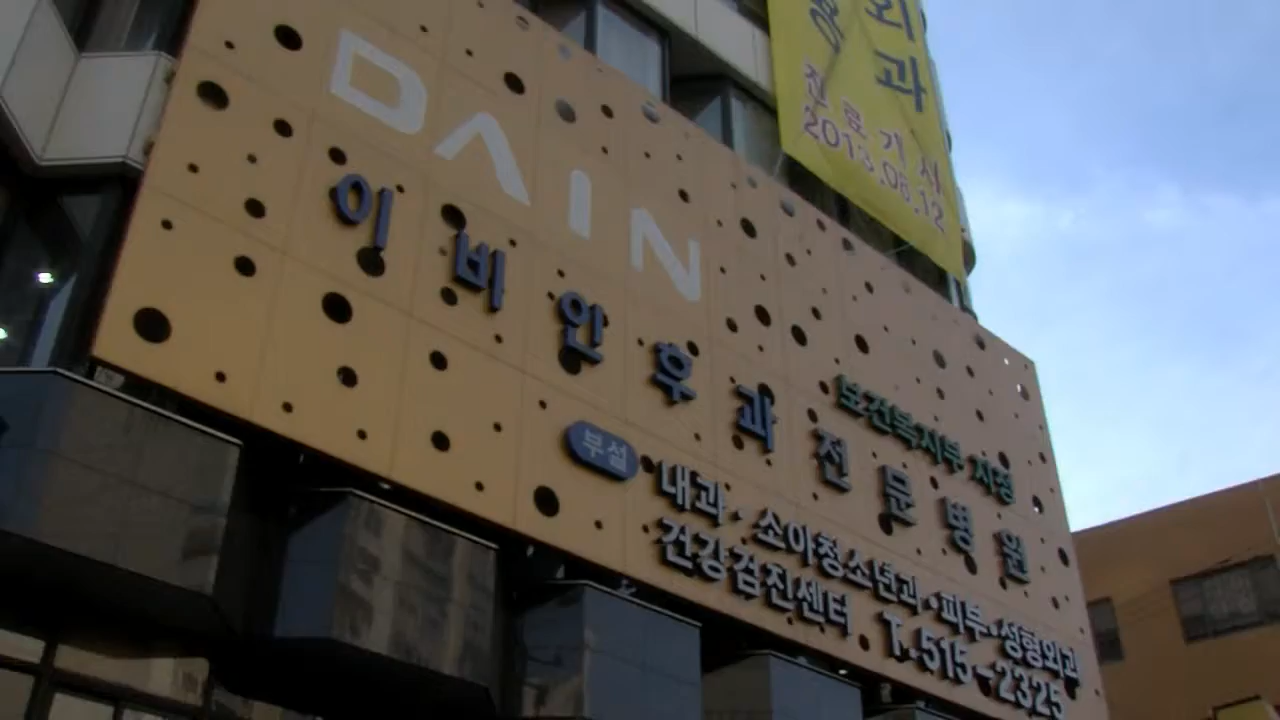 DAIN
이비인후과전문병원
보건복지부 지정
부설
내과·소아청소년과·피부·성형외과
건강검진센터 T.515-2325
외과
진료개시
2013.08.12